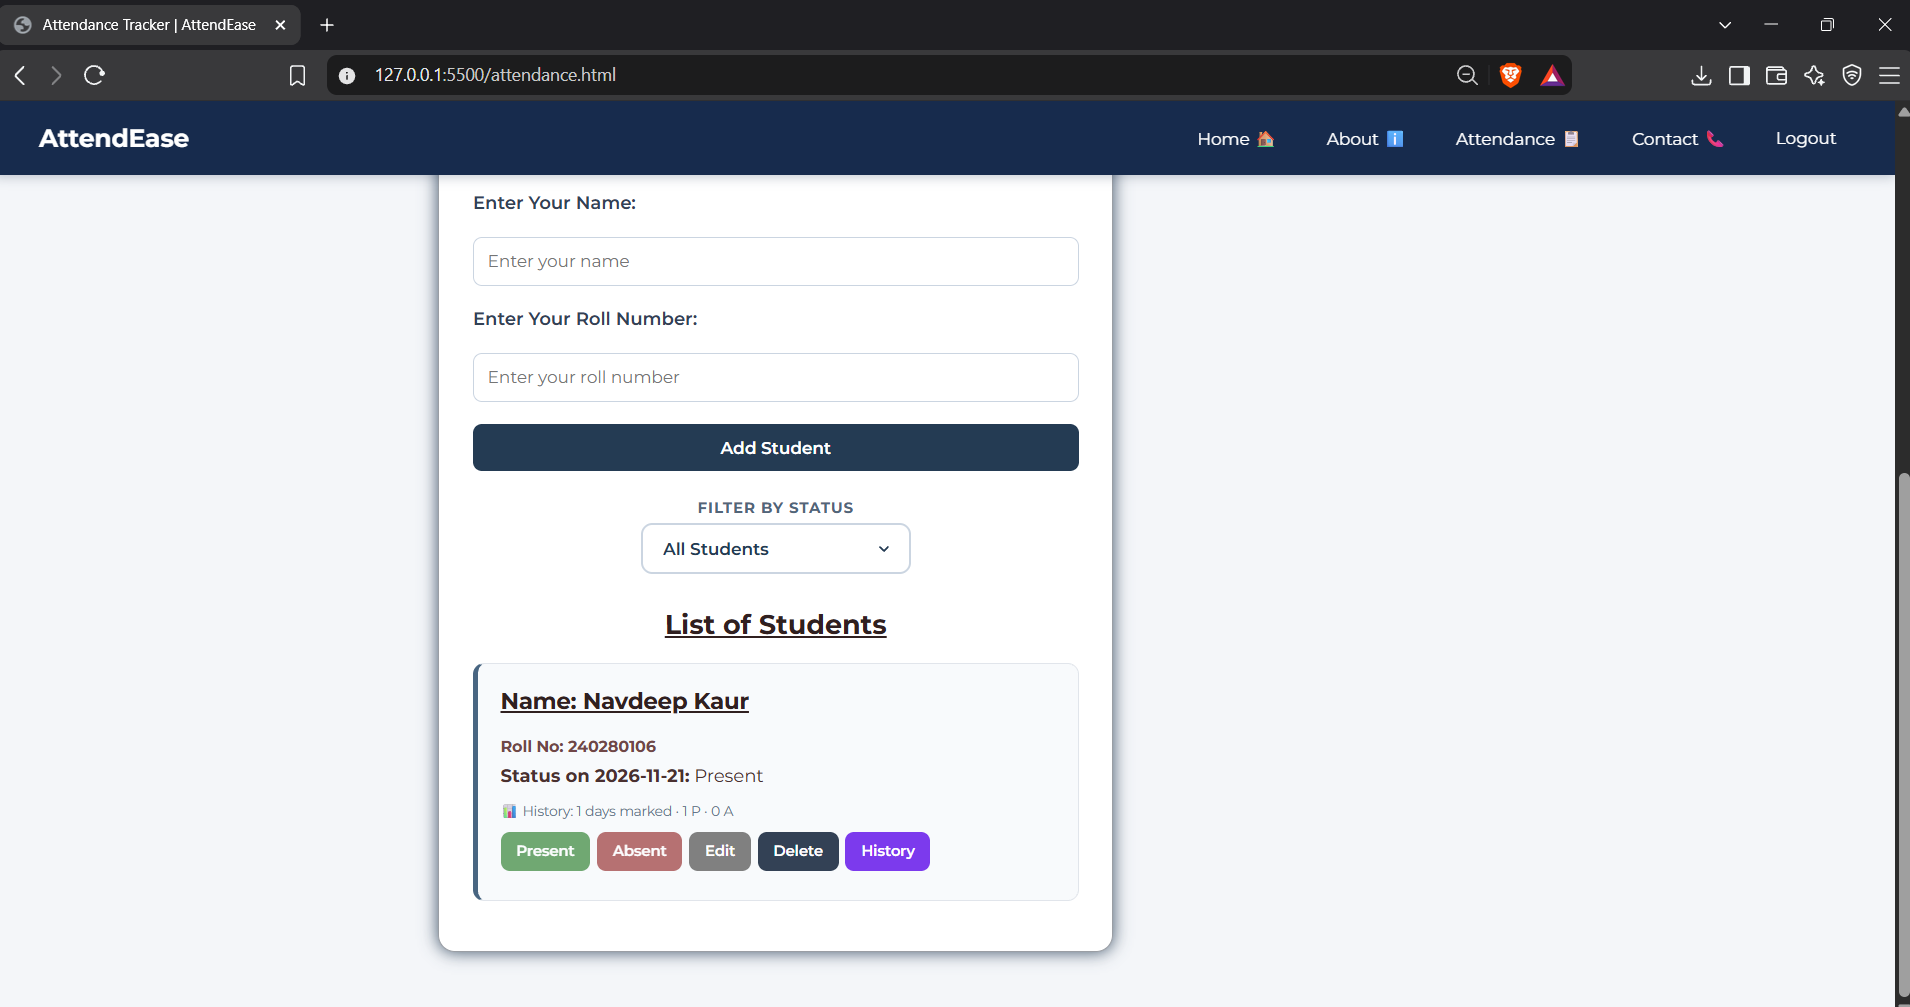 Attendance Tracker | AttendEase
127.0.0.1:5500/attendance.html
AttendEase
Home
About
Attendance
Contact
Logout
Enter Your Name:
Enter your name
Enter Your Roll Number:
Enter your roll number
Add Student
FILTER BY STATUS
All Students
List of Students
Name: Navdeep Kaur
Roll No: 240280106
Status on 2026-11-21: Present
History: 1 days marked · 1 P · 0 A
Present
Absent
Edit
Delete
History